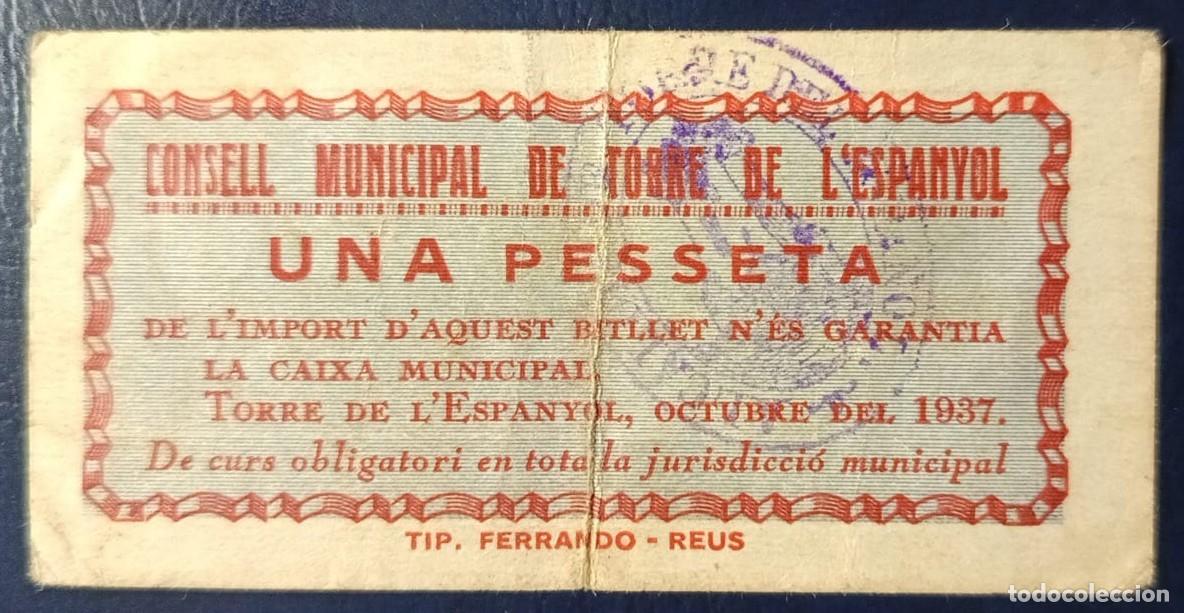 CONSELL MUNICIPAL DE TORRE DE L'ESPANYOL
UNA PESSETA
DE L'IMPORT D'AQUEST BITLLET N'ÉS GARANTIA
LA CAIXA MUNICIPAL.
TORRE DE L'ESPANYOL, OCTUBRE DEL 1937.
De curs obligatori en tota la jurisdicció municipal
TIP. FERRANDO - REUS
todocoleccion